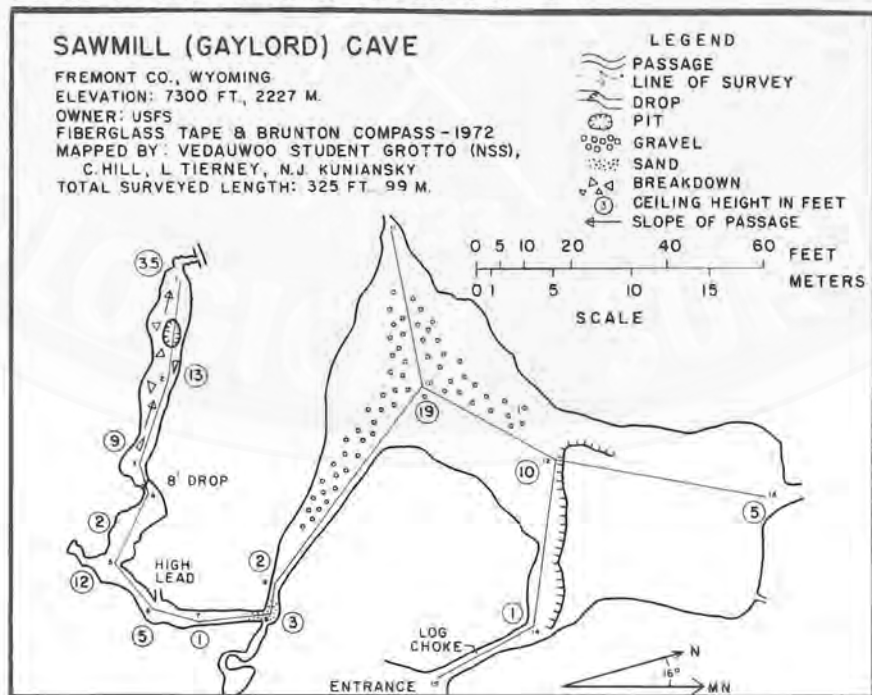 SAWMILL (GAYLORD) CAVE
FREMONT CO., WYOMING
ELEVATION: 7300 FT., 2227 M.
OWNER: USFS
FIBERGLASS TAPE & BRUNTON COMPASS - 1972
MAPPED BY: VEDAUWOO STUDENT GROTTO (NSS),
C. HILL, L TIERNEY, N.J. KUNIANSKY
TOTAL SURVEYED LENGTH: 325 FT. 99 M.
LEGEND
PASSAGE
LINE OF SURVEY
DROP
PIT
GRAVEL
SAND
BREAKDOWN
3 CEILING HEIGHT IN FEET
SLOPE OF PASSAGE
0 5 10 20 40 60 FEET
0 1 5 10 15 METERS
SCALE
35
13
9
8' DROP
2
12
HIGH
LEAD
5
1
2
3
19
10
5
1
LOG
CHOKE
ENTRANCE
N
16°
MN